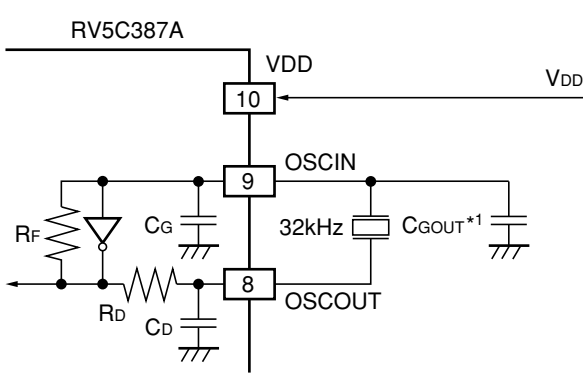 RV5C387A
VDD
VDD
10
OSCIN
9
RF
CG
32kHz
CGOUT*1
8
OSCOUT
RD
CD